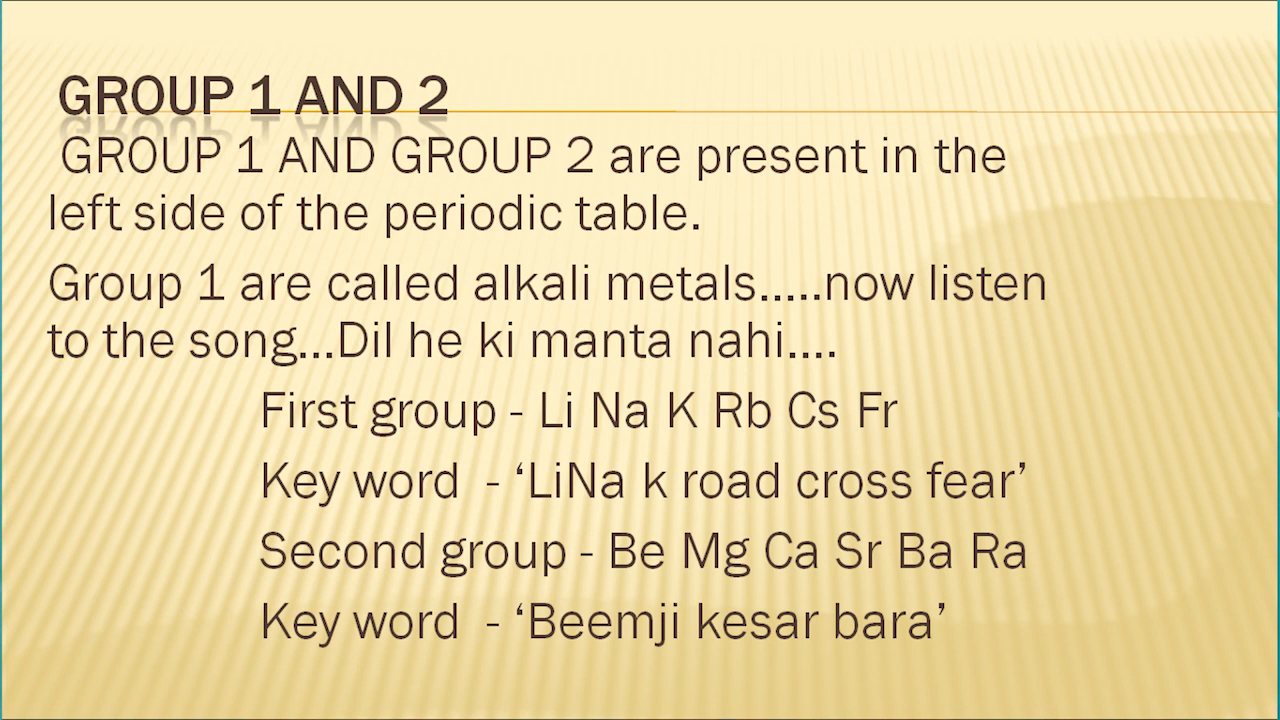 GROUP 1 AND 2
GROUP 1 AND GROUP 2 are present in the
left side of the periodic table.
Group 1 are called alkali metals.....now listen
to the song...Dil he ki manta nahi....
First group - Li Na K Rb Cs Fr
Key word - ‘LiNa k road cross fear’
Second group - Be Mg Ca Sr Ba Ra
Key word - ‘Beemji kesar bara’